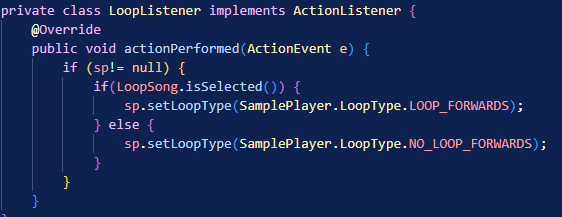 private class LoopListener implements ActionListener {
    @Override
    public void actionPerformed(ActionEvent e) {
        if (sp!= null) {
            if(LoopSong.isSelected()) {
                sp.setLoopType(SamplePlayer.LoopType.LOOP_FORWARDS);
            } else {
                sp.setLoopType(SamplePlayer.LoopType.NO_LOOP_FORWARDS);
            }
        }
    }
}